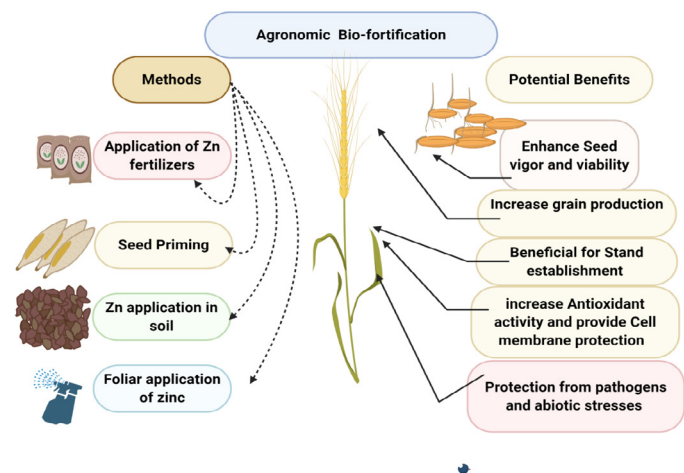 Agronomic Bio-fortification
Methods
Application of Zn
fertilizers
Seed Priming
Zn application in
soil
Foliar application
of zinc
Potential Benefits
Enhance Seed
vigor and viability
Increase grain production
Beneficial for Stand
establishment
increase Antioxidant
activity and provide Cell
membrane protection
Protection from pathogens
and abiotic stresses